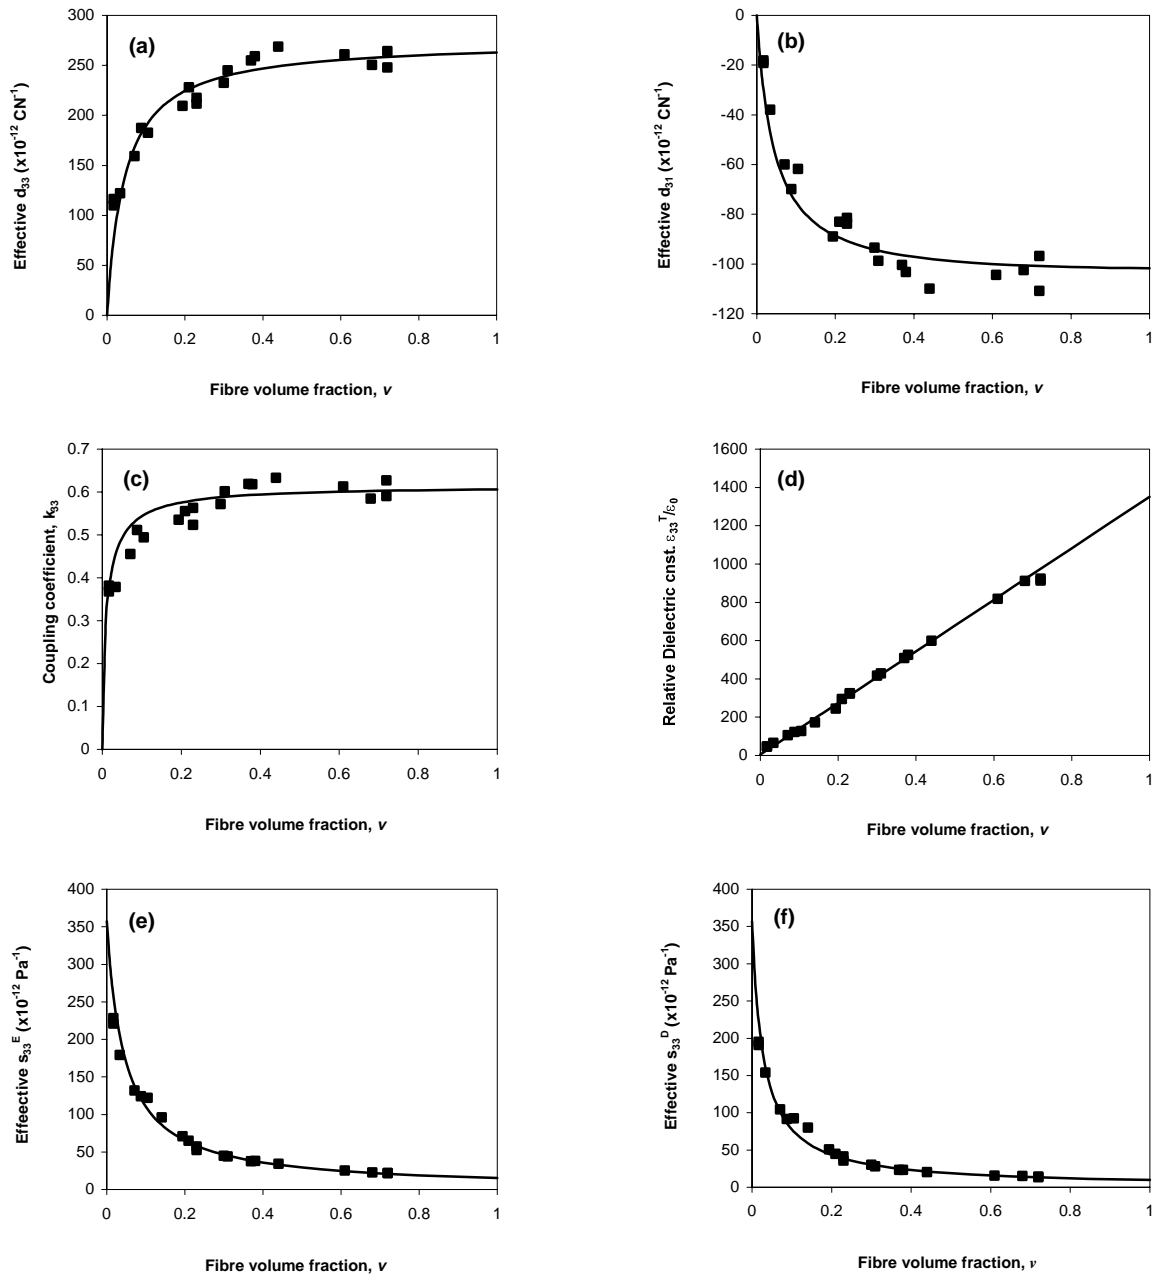 (a)
Effective d33 (x10-12 CN-1)
300
250
200
150
100
50
0
0 0.2 0.4 0.6 0.8 1
Fibre volume fraction, v
(b)
Effective d31 (x10-12 CN-1)
0
-20
-40
-60
-80
-100
-120
0 0.2 0.4 0.6 0.8 1
Fibre volume fraction, v
(c)
Coupling coefficient, k33
0.7
0.6
0.5
0.4
0.3
0.2
0.1
0
0 0.2 0.4 0.6 0.8 1
Fibre volume fraction, v
(d)
Relative Dielectric cnst. ε33T/ε0
1600
1400
1200
1000
800
600
400
200
0
0 0.2 0.4 0.6 0.8 1
Fibre volume fraction, v
(e)
Effeective s33E (x10-12 Pa-1)
400
350
300
250
200
150
100
50
0
0 0.2 0.4 0.6 0.8 1
Fibre volume fraction, v
(f)
Effective s33D (x10-12 Pa-1)
400
350
300
250
200
150
100
50
0
0 0.2 0.4 0.6 0.8 1
Fibre volume fraction, v